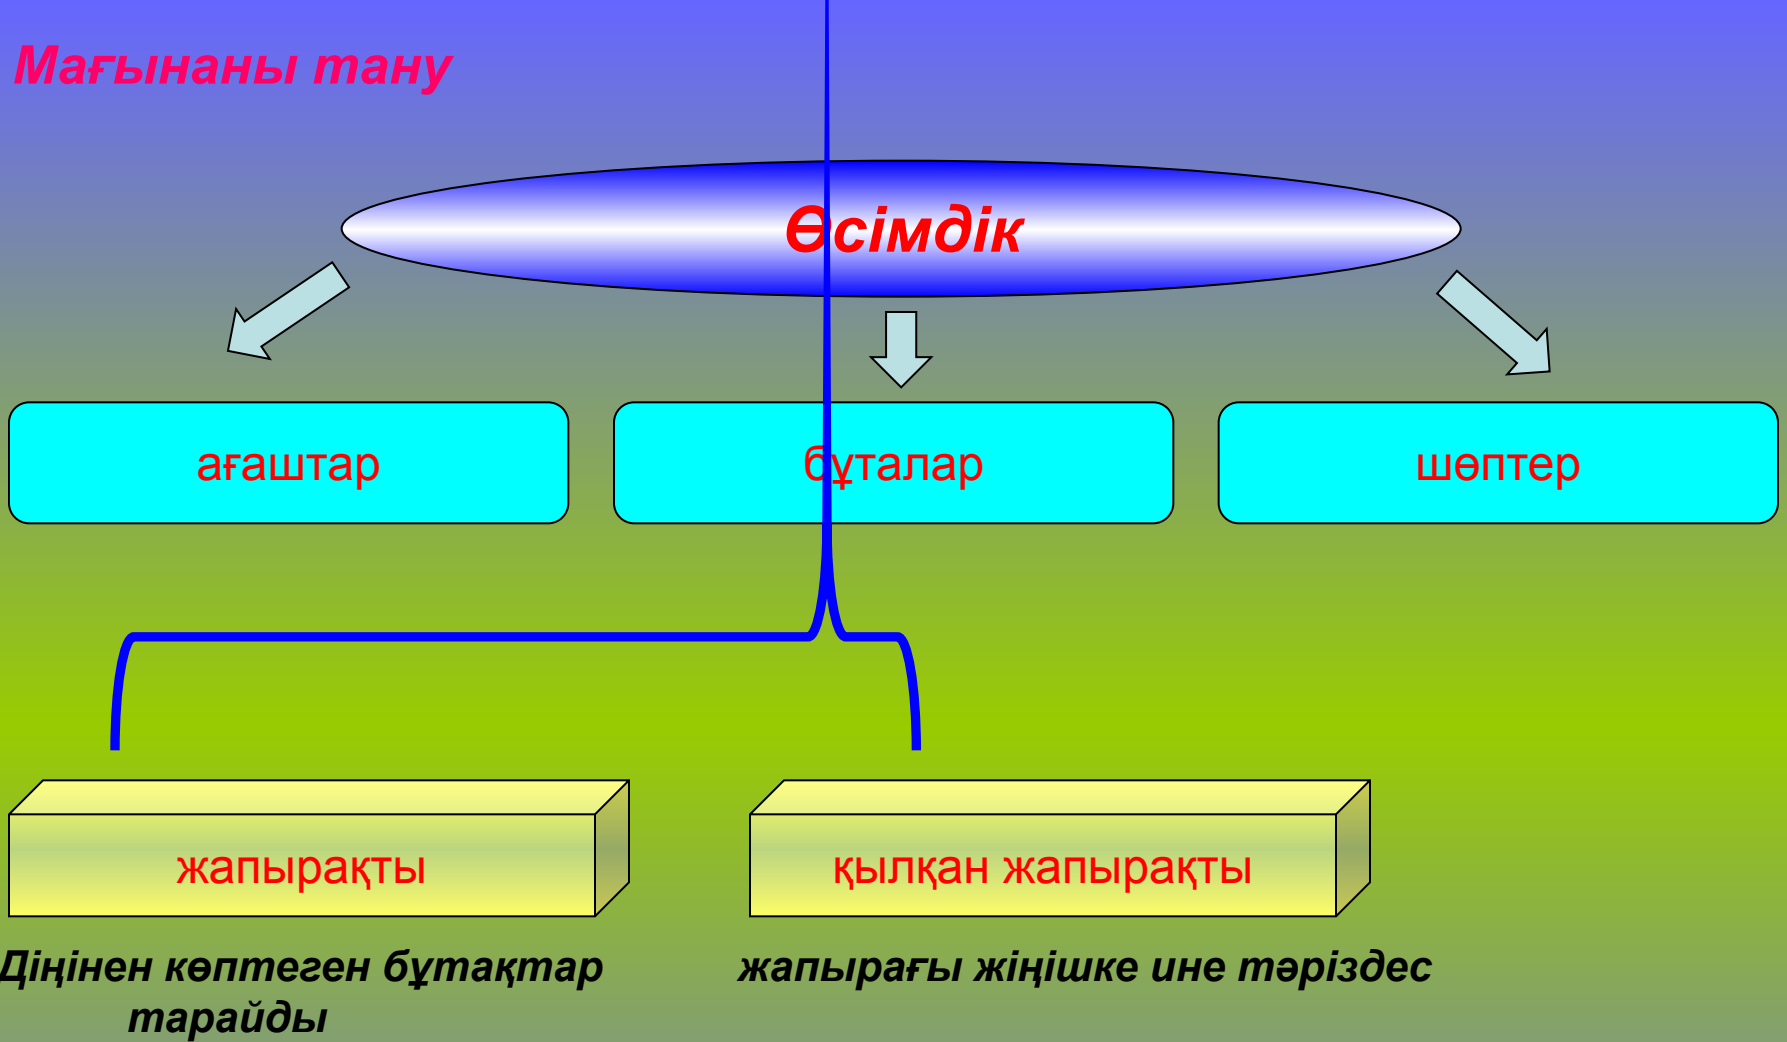 Мағынаны тану
Өсімдік
ағаштар
бұталар
шөптер
жапырақты
қылқан жапырақты
Діңінен көптеген бұтақтар
тарайды
жапырағы жіңішке ине тәріздес